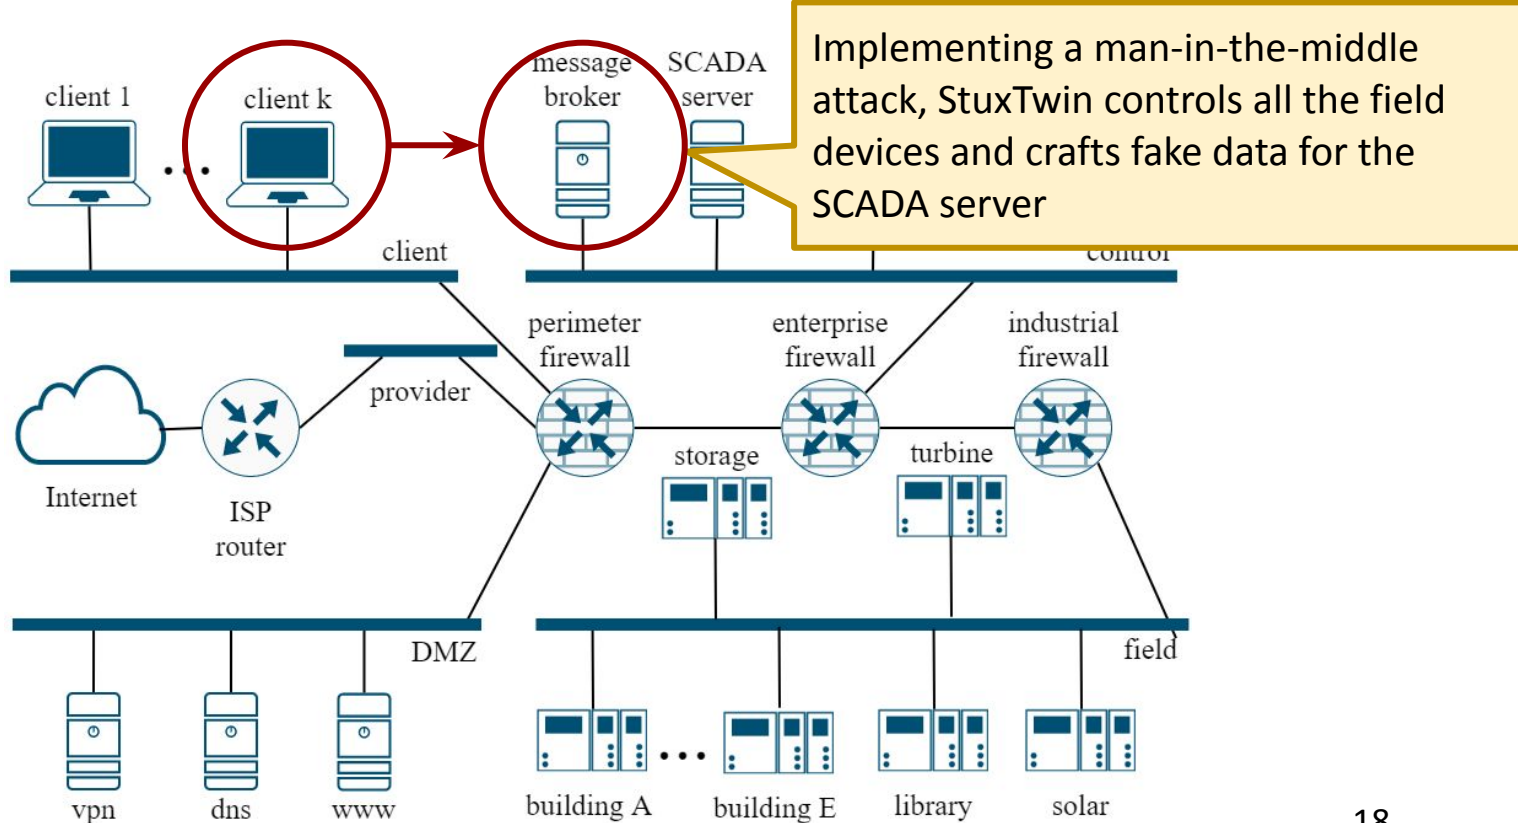 Implementing a man-in-the-middle
attack, StuxTwin controls all the field
devices and crafts fake data for the
SCADA server
client 1
client k
message
broker
SCADA
server
client
control
perimeter
firewall
enterprise
firewall
industrial
firewall
provider
Internet
ISP
router
storage
turbine
DMZ
field
vpn
dns
www
building A
building E
library
solar
18